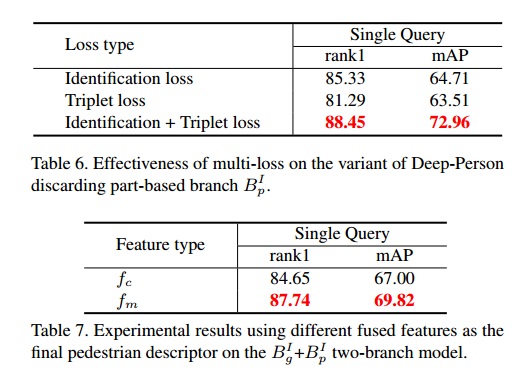 Loss type Single Query
rank1 mAP
Identification loss 85.33 64.71
Triplet loss 81.29 63.51
Identification + Triplet loss 88.45 72.96
Table 6. Effectiveness of multi-loss on the variant of Deep-Person
discarding part-based branch B_p^I.
Feature type Single Query
rank1 mAP
f_c 84.65 67.00
f_m 87.74 69.82
Table 7. Experimental results using different fused features as the
final pedestrian descriptor on the B_g^I+B_p^I two-branch model.